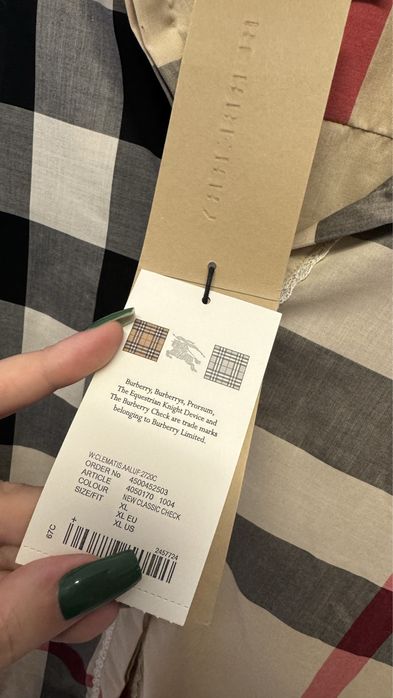 BURBERRY
Burberry, Burberrys, Prorsum,
The Equestrian Knight Device and
The Burberry Check are trade marks
belonging to Burberry Limited.
W:CLEMATIS:AALUF-2720C
ORDER No 4500452503
ARTICLE 4050170 1004
COLOUR NEW CLASSIC CHECK
SIZE/FIT XL
XL EU
XL US
67C
+
2457724